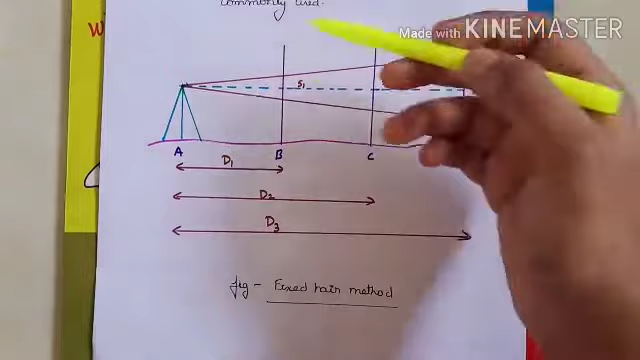 commonly used.
Made with KINEMASTER
S₁
A
B
C
D₁
D₂
D₃
fig - Fixed hair method